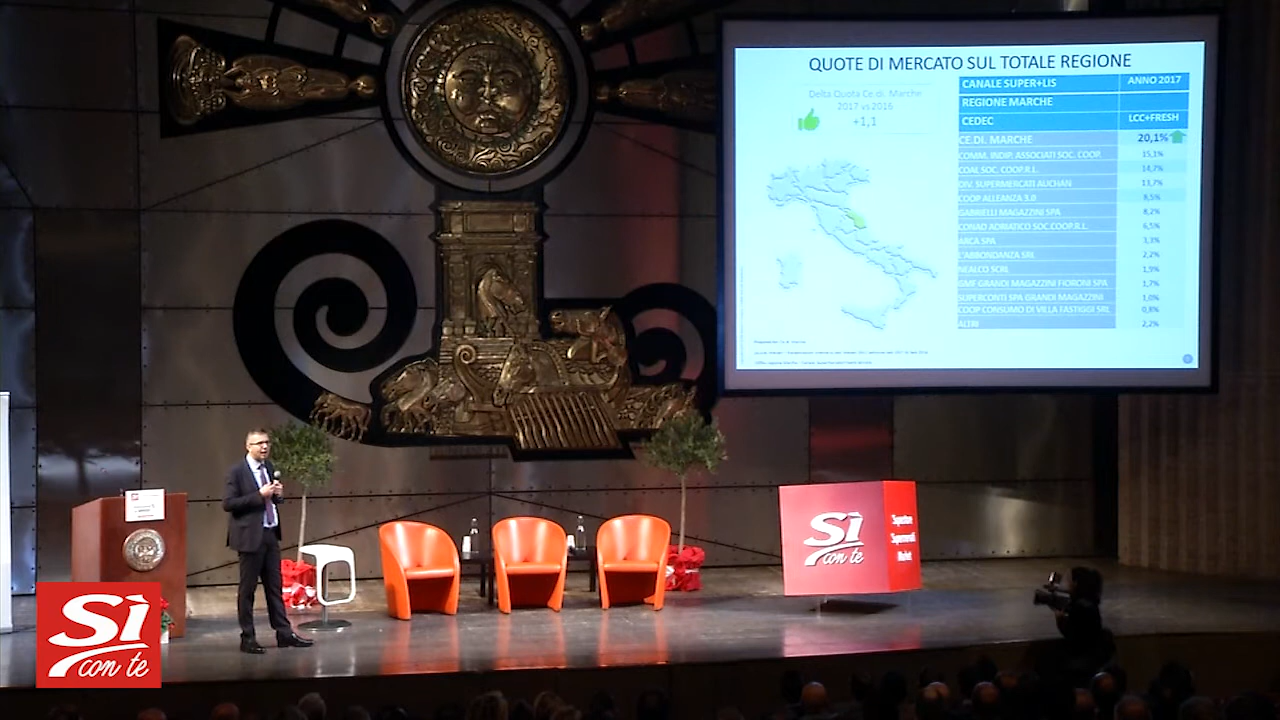 QUOTE DI MERCATO SUL TOTALE REGIONE
Delta Quota Ce.di. Marche
2017 vs 2016
+1,1
CANALE SUPER+LIS ANNO 2017
REGIONE MARCHE
CEDEC LCC+FRESH
CE.DI. MARCHE 20,1%
COMM. INDIP. ASSOCIATI SOC. COOP. 15,1%
COAL SOC. COOP.R.L. 14,7%
DIV. SUPERMERCATI AUCHAN 13,7%
COOP ALLEANZA 3.0 8,5%
GABRIELLI MAGAZZINI SPA 8,2%
CONAD ADRIATICO SOC.COOP.R.L. 6,5%
ARCA SPA 3,3%
L'ABBONDANZA SRL 2,2%
NEALCO SCRL 1,9%
GMF GRANDI MAGAZZINI FIORONI SPA 1,7%
SUPERCONTI SPA GRANDI MAGAZZINI 1,0%
COOP CONSUMO DI VILLA FASTIGGI SRL 0,8%
ALTRI 2,2%
Sì
con te
Superstore
Supermercati
Market
Sì
con te